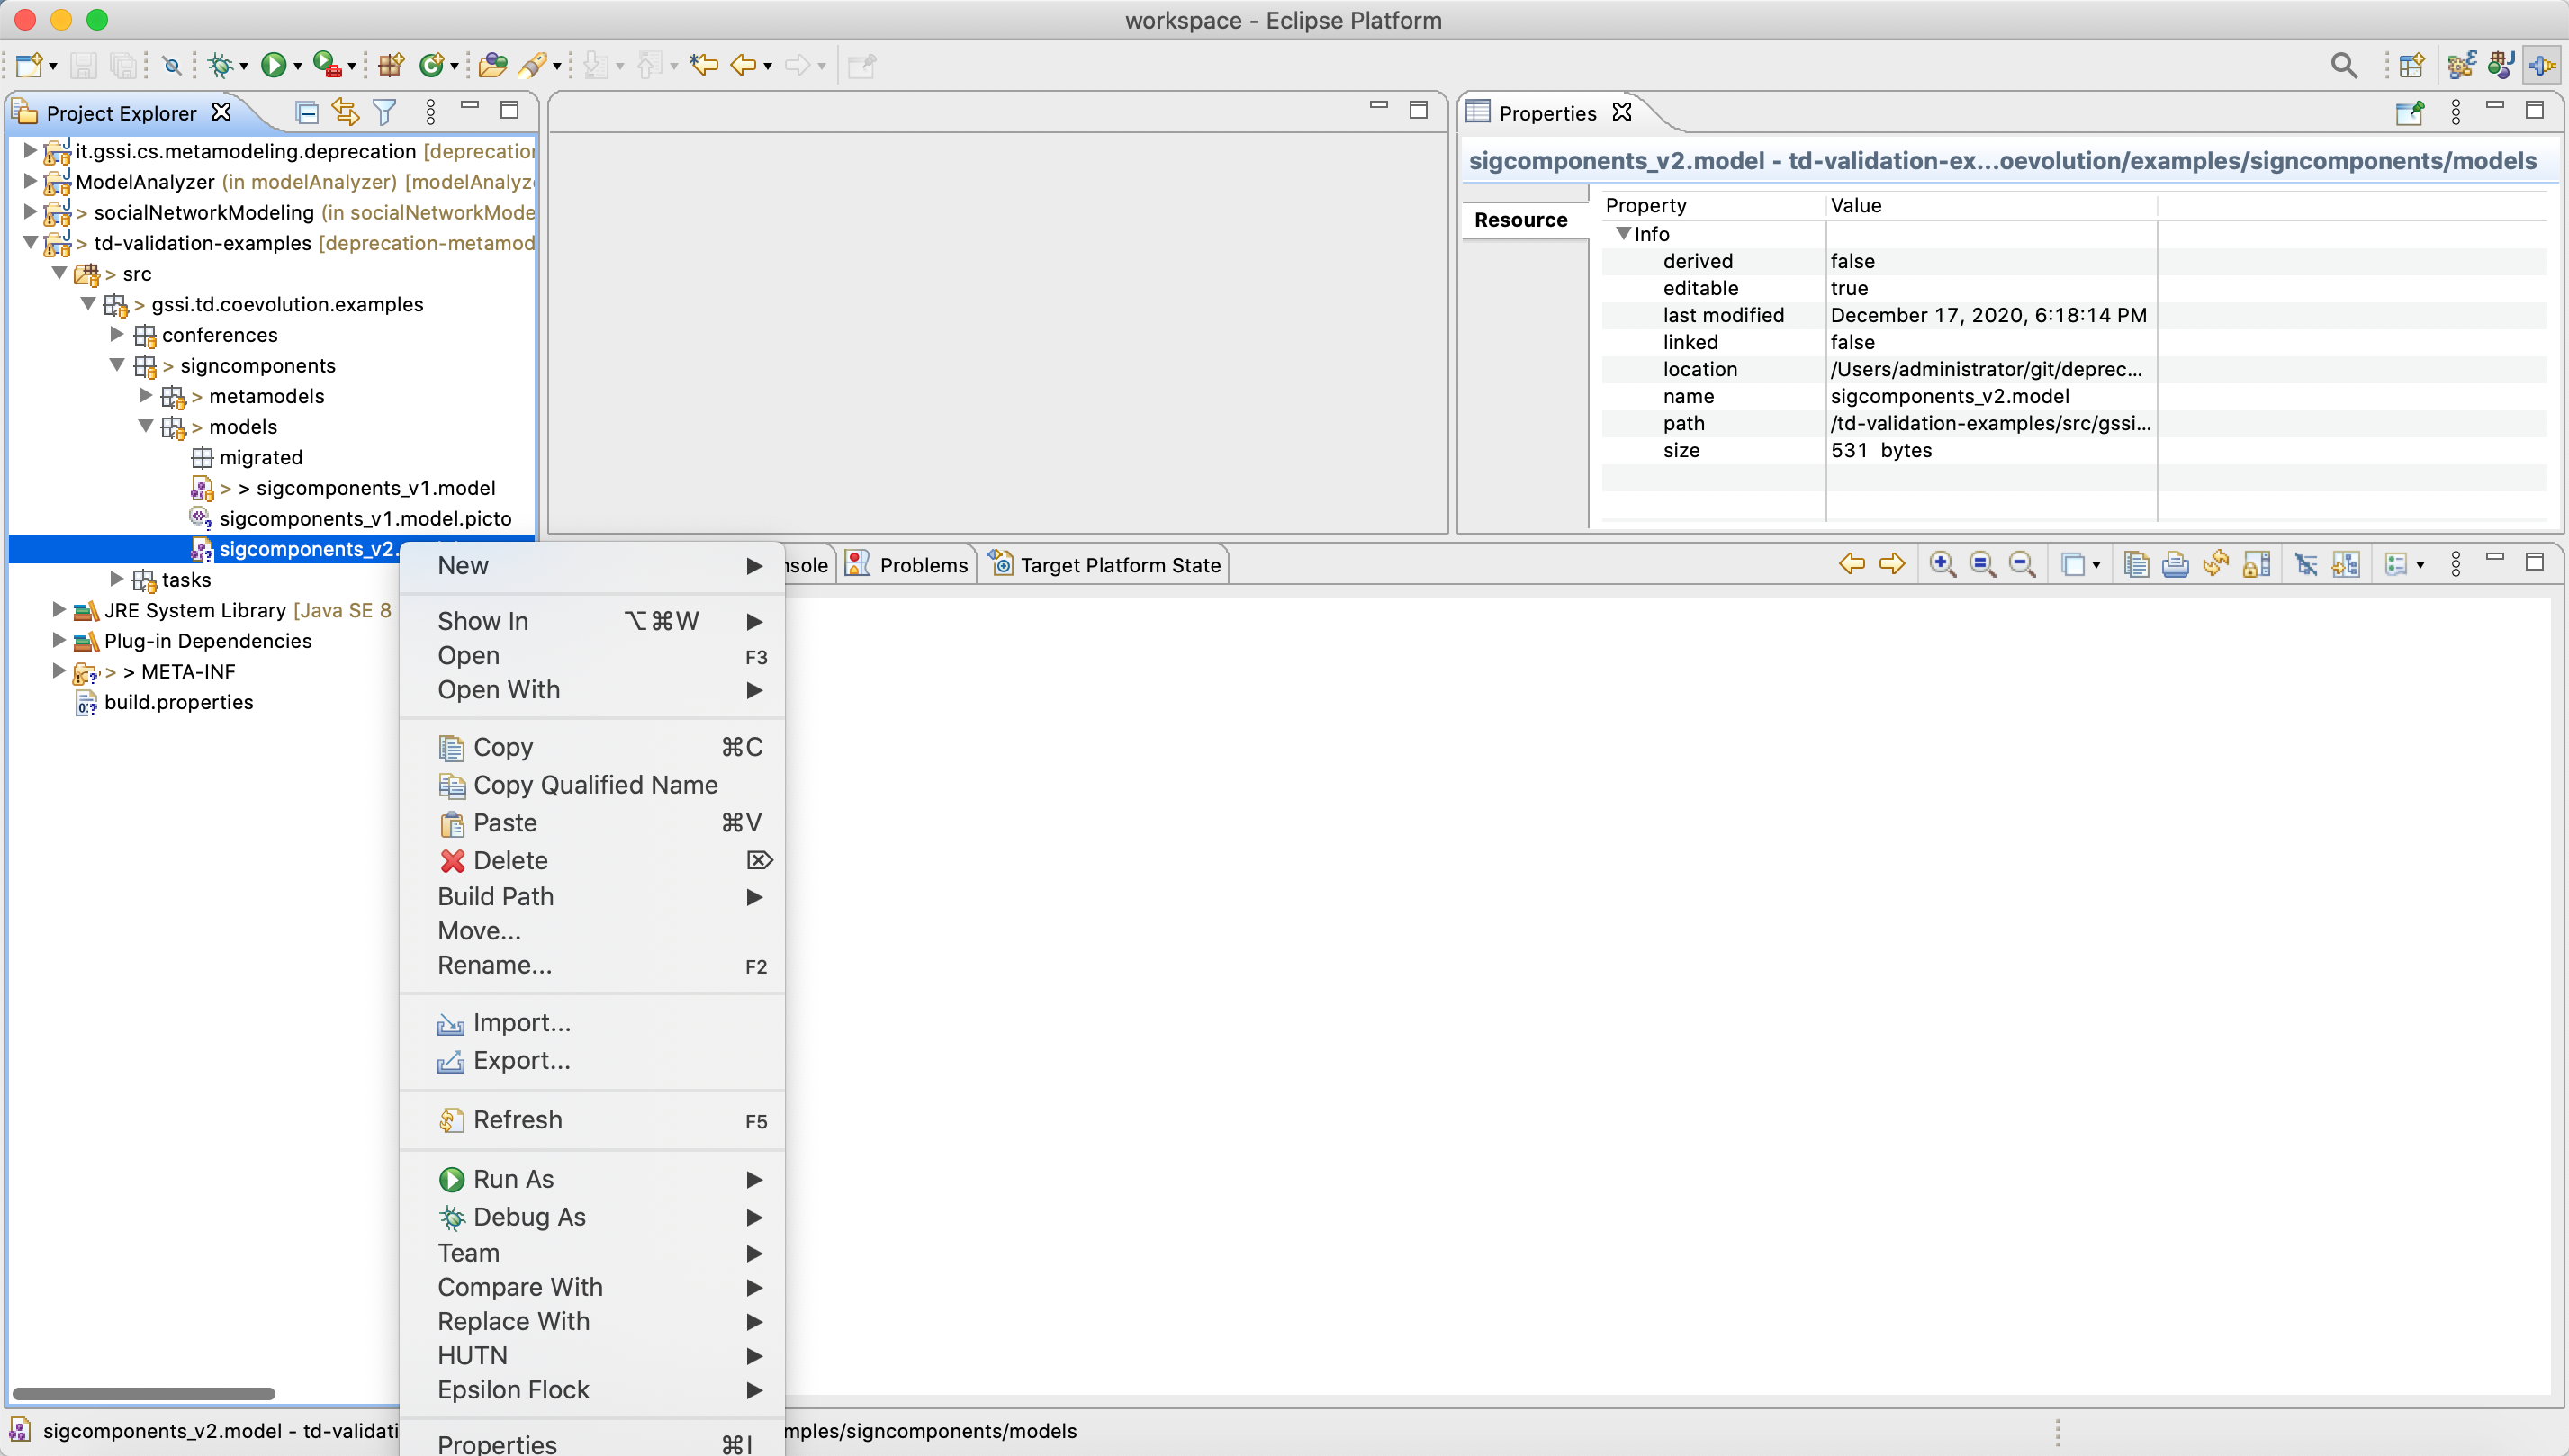 workspace - Eclipse Platform
Project Explorer
it.gssi.cs.metamodeling.deprecation [deprecation
ModelAnalyzer (in modelAnalyzer) [modelAnalyze
> socialNetworkModeling (in socialNetworkMode
> td-validation-examples [deprecation-metamod
> src
> gssi.td.coevolution.examples
conferences
> signcomponents
> metamodels
> models
migrated
> > sigcomponents_v1.model
sigcomponents_v1.model.picto
sigcomponents_v2.
tasks
JRE System Library [Java SE 8
Plug-in Dependencies
> > META-INF
build.properties
New
Show In ⌥⌘W
Open F3
Open With
Copy ⌘C
Copy Qualified Name
Paste ⌘V
Delete ⌦
Build Path
Move...
Rename... F2
Import...
Export...
Refresh F5
Run As
Debug As
Team
Compare With
Replace With
HUTN
Epsilon Flock
Properties ⌘I
Properties
sigcomponents_v2.model - td-validation-ex...oevolution/examples/signcomponents/models
Resource
Property Value
Info
derived false
editable true
last modified December 17, 2020, 6:18:14 PM
linked false
location /Users/administrator/git/deprec...
name sigcomponents_v2.model
path /td-validation-examples/src/gssi...
size 531 bytes
nsole
Problems
Target Platform State
sigcomponents_v2.model - td-validati
mples/signcomponents/models